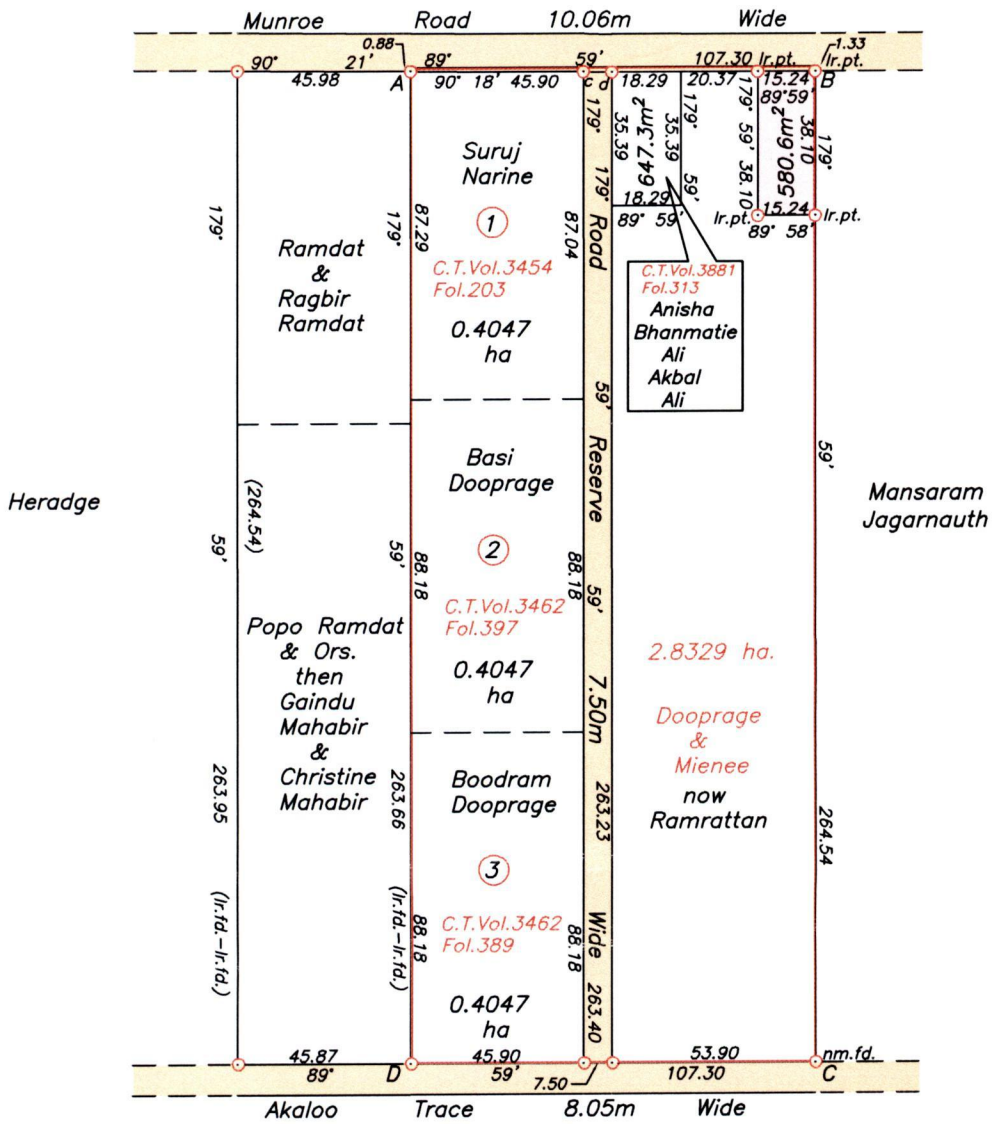 Munroe Road 10.06m Wide
0.88
1.33
90° 21' 89° 59' 107.30 Ir.pt. Ir.pt.
45.98 A 90° 18' 45.90 c d 18.29 20.37 15.24 B
89° 59'
179° 59' 263.95 (Ir.fd.-Ir.fd.)
(264.54)
Ramdat
&
Ragbir
Ramdat
Popo Ramdat
& Ors.
then
Gaindu
Mahabir
&
Christine
Mahabir
179° 59' 263.66 (Ir.fd.-Ir.fd.)
87.29
88.18
88.18
Suruj
Narine
1
C.T.Vol.3454
Fol.203
0.4047
ha
Basi
Dooprage
2
C.T.Vol.3462
Fol.397
0.4047
ha
Boodram
Dooprage
3
C.T.Vol.3462
Fol.389
0.4047
ha
87.04
88.18
88.18
179° 59' 263.23
Road Reserve 7.50m Wide
179° 59' 263.40
35.39
647.3m²
35.39
179° 59'
18.29
89° 59'
179° 59' 38.10
580.6m²
38.10
15.24
Ir.pt. Ir.pt.
89° 58'
C.T.Vol.3881
Fol.313
Anisha
Bhanmatie
Ali
Akbal
Ali
2.8329 ha.
Dooprage
&
Mienee
now
Ramrattan
179° 59' 264.54
Heradge
Mansaram
Jagarnauth
45.87 45.90 53.90 nm.fd.
89° D 59' 7.50 107.30 C
Akaloo Trace 8.05m Wide